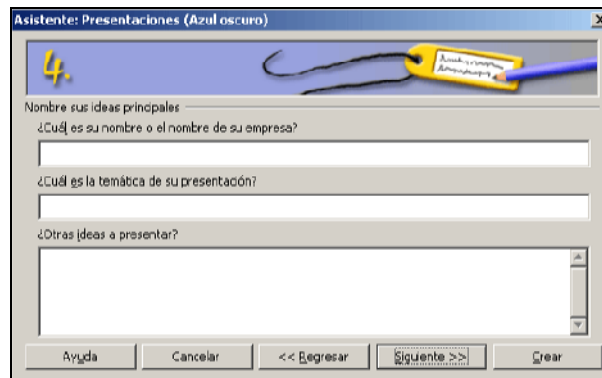 Asistente: Presentaciones (Azul oscuro)
4.
Nombre sus ideas principales
¿Cuál es su nombre o el nombre de su empresa?
¿Cuál es la temática de su presentación?
¿Otras ideas a presentar?
Ayuda Cancelar << Regresar Siguiente >> Crear